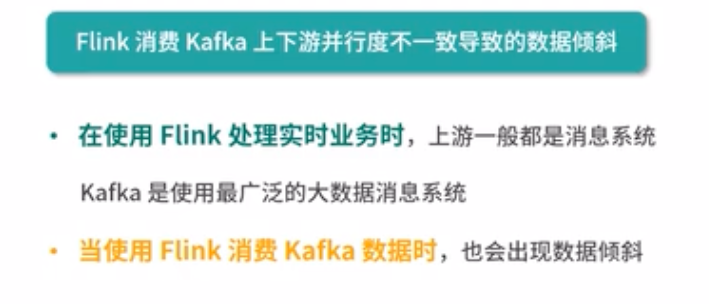 Flink 消费 Kafka 上下游并行度不一致导致的数据倾斜
• 在使用 Flink 处理实时业务时，上游一般都是消息系统
Kafka 是使用最广泛的大数据消息系统
• 当使用 Flink 消费 Kafka 数据时，也会出现数据倾斜